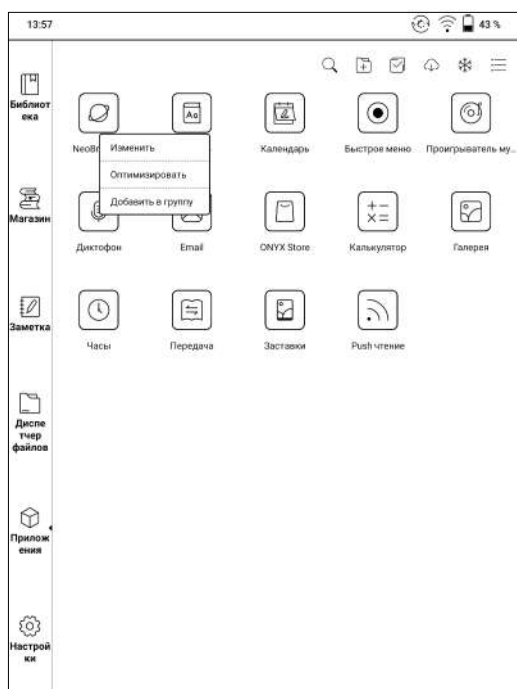 13:57
43 %
Библиот
ека
Магазин
Заметка
Диспе
тчер
файлов
Прилож
ения
Настрой
ки
Aa
Календарь
Быстрое меню
Проигрыватель му...
Изменить
Оптимизировать
Добавить в группу
Диктофон
Email
ONYX Store
Калькулятор
Галерея
Часы
Передача
Заставки
Push чтение